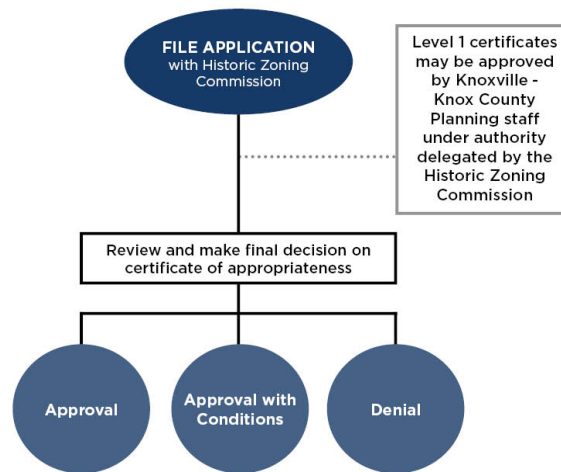 FILE APPLICATION
with Historic Zoning
Commission
Level 1 certificates
may be approved
by Knoxville -
Knox County
Planning staff
under authority
delegated by the
Historic Zoning
Commission
Review and make final decision on
certificate of appropriateness
Approval
Approval with
Conditions
Denial